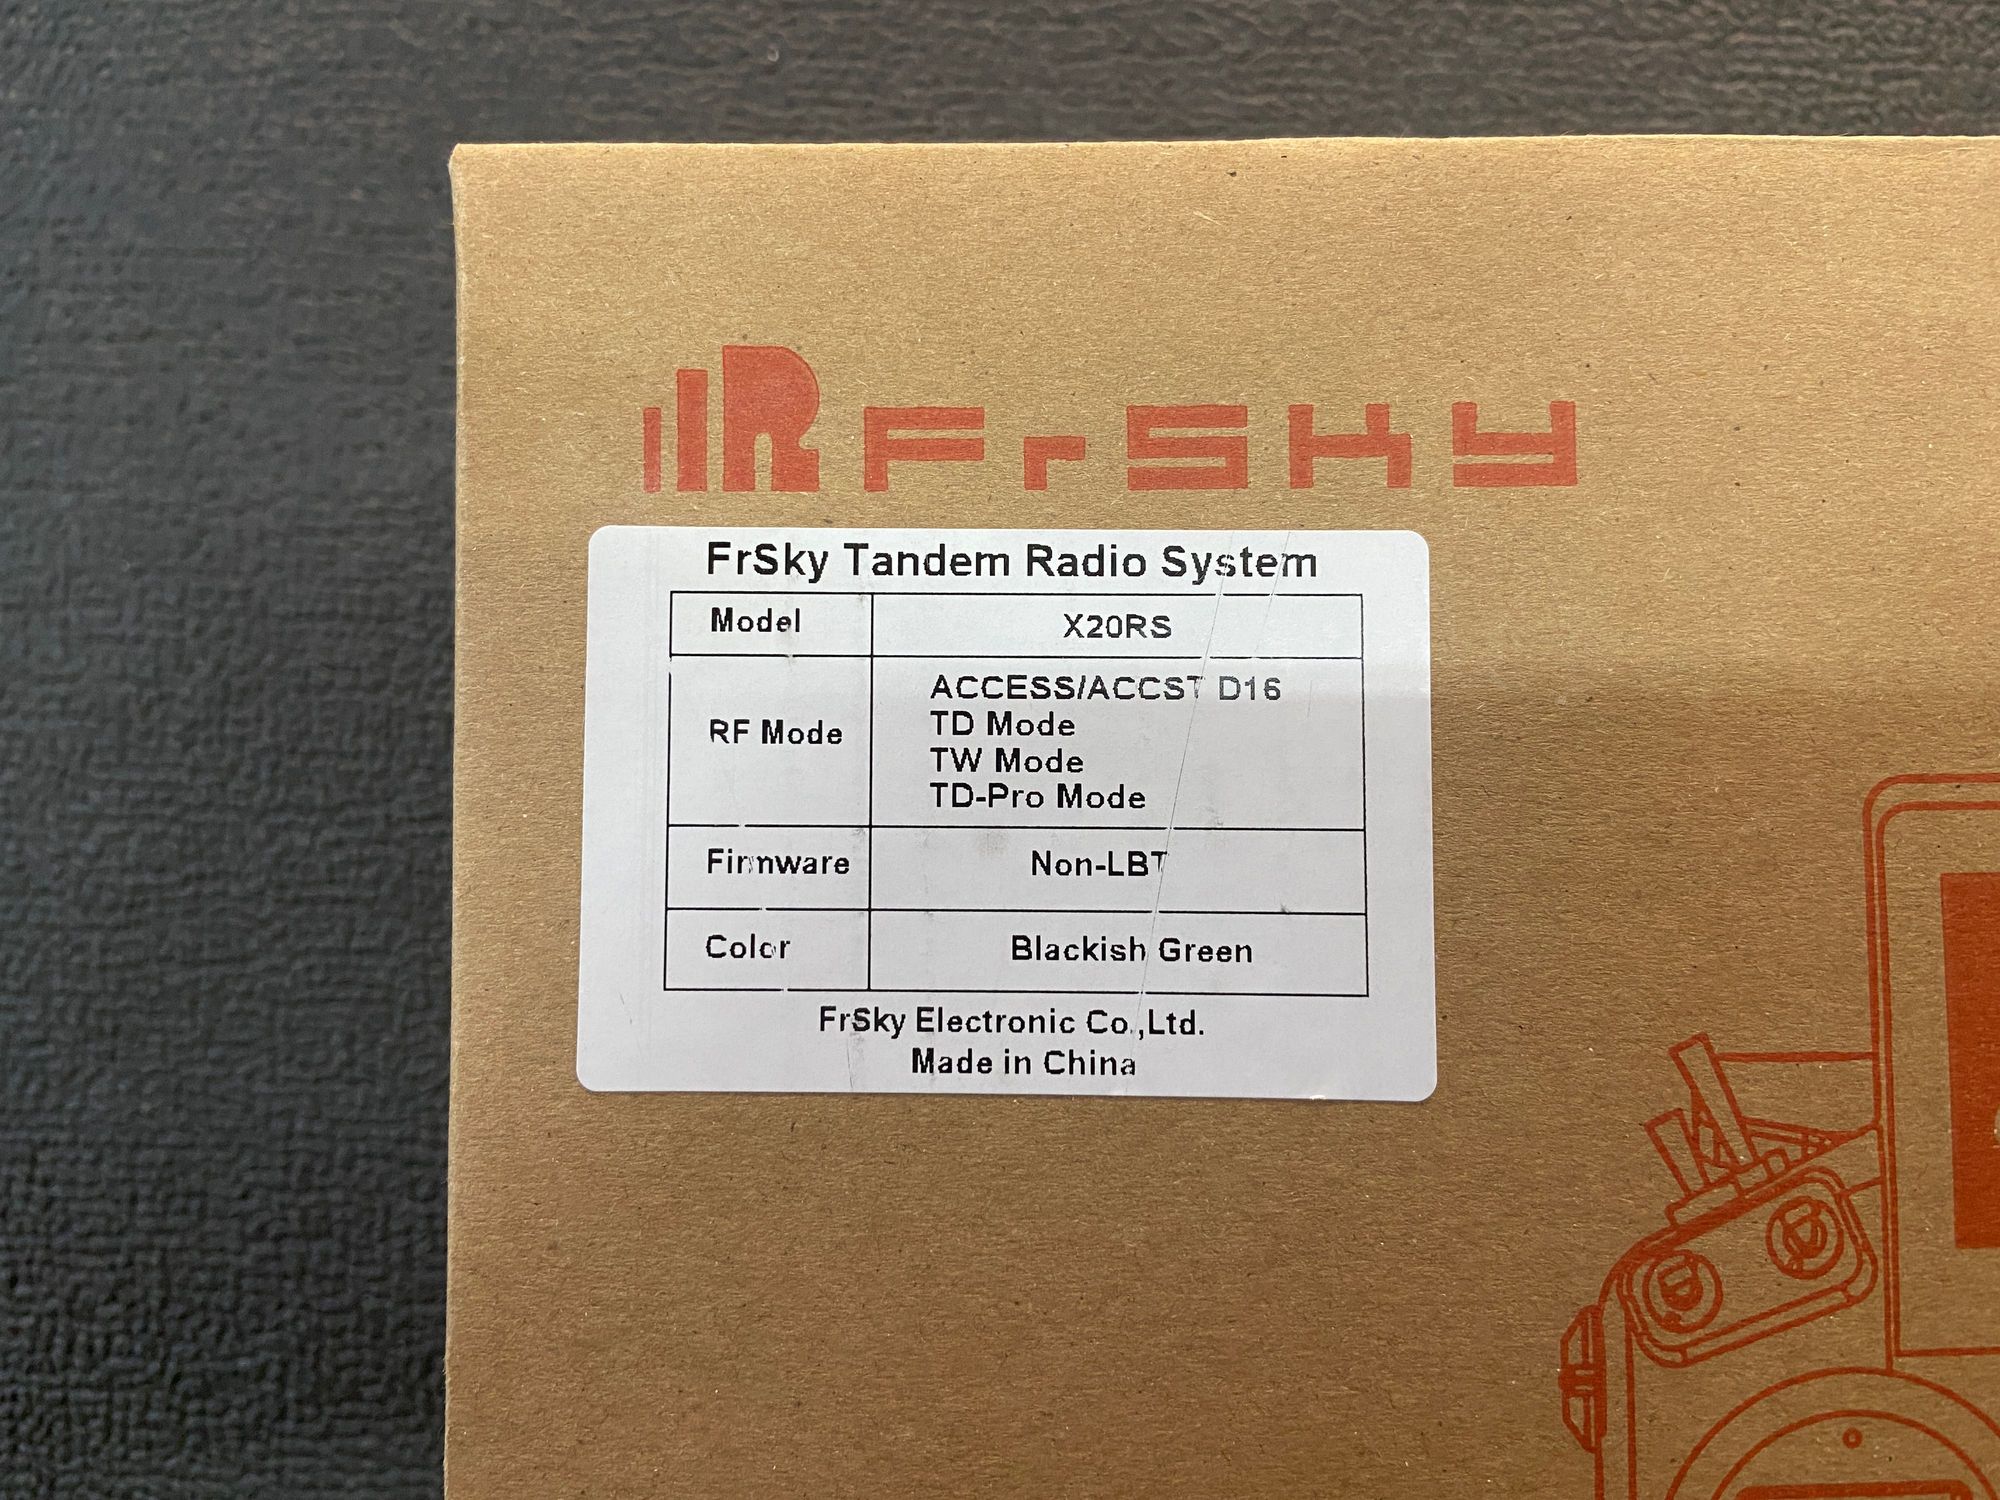 FrSky
FrSky Tandem Radio System
Model X20RS
RF Mode ACCESS/ACCST D16
TD Mode
TW Mode
TD-Pro Mode
Firmware Non-LBT
Color Blackish Green
FrSky Electronic Co.,Ltd.
Made in China